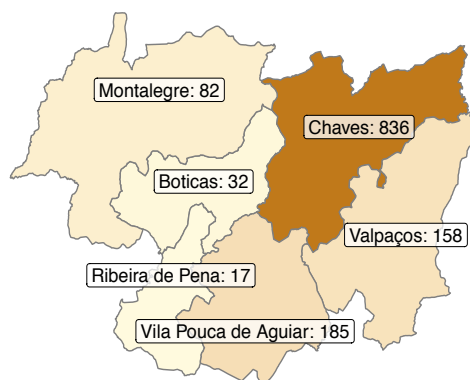 Montalegre: 82
Chaves: 836
Boticas: 32
Valpaços: 158
Ribeira de Pena: 17
Vila Pouca de Aguiar: 185